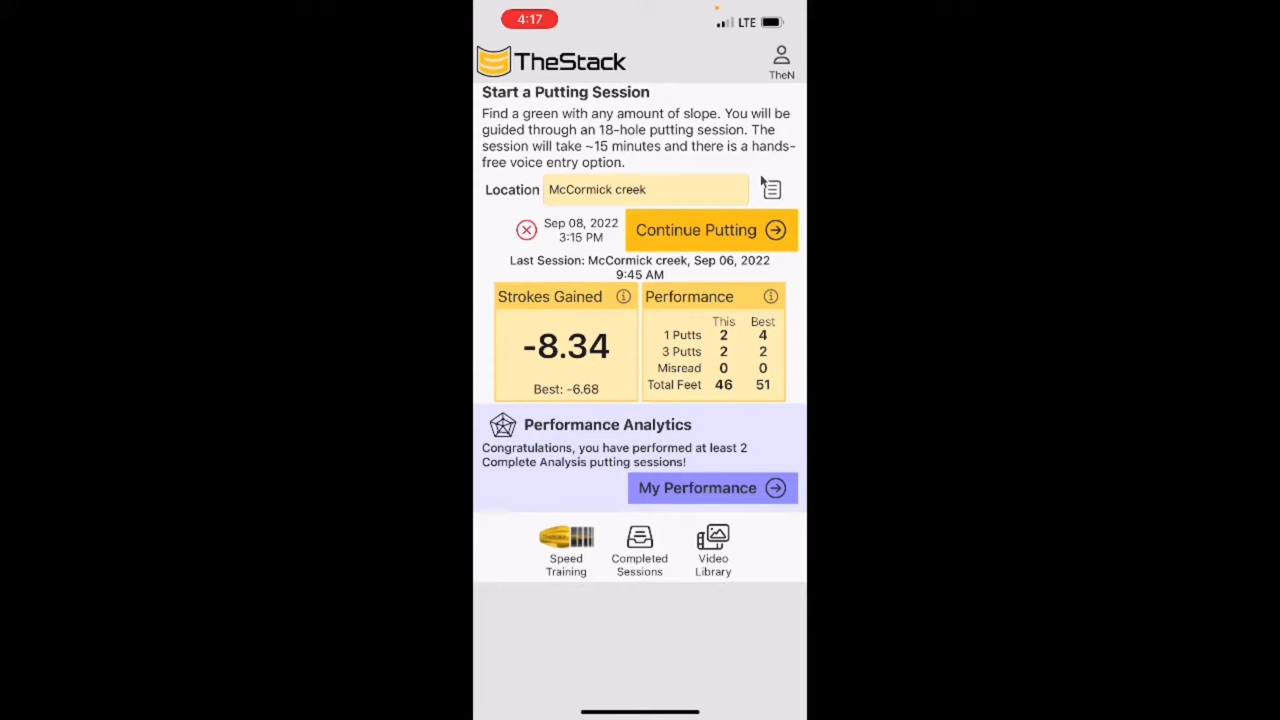 4:17
LTE
TheStack
TheN
Start a Putting Session
Find a green with any amount of slope. You will be
guided through an 18-hole putting session. The
session will take ~15 minutes and there is a hands-
free voice entry option.
Location McCormick creek
Sep 08, 2022
3:15 PM
Continue Putting
Last Session: McCormick creek, Sep 06, 2022
9:45 AM
Strokes Gained
-8.34
Best: -6.68
Performance
This Best
1 Putts 2 4
3 Putts 2 2
Misread 0 0
Total Feet 46 51
Performance Analytics
Congratulations, you have performed at least 2
Complete Analysis putting sessions!
My Performance
Speed
Training
Completed
Sessions
Video
Library